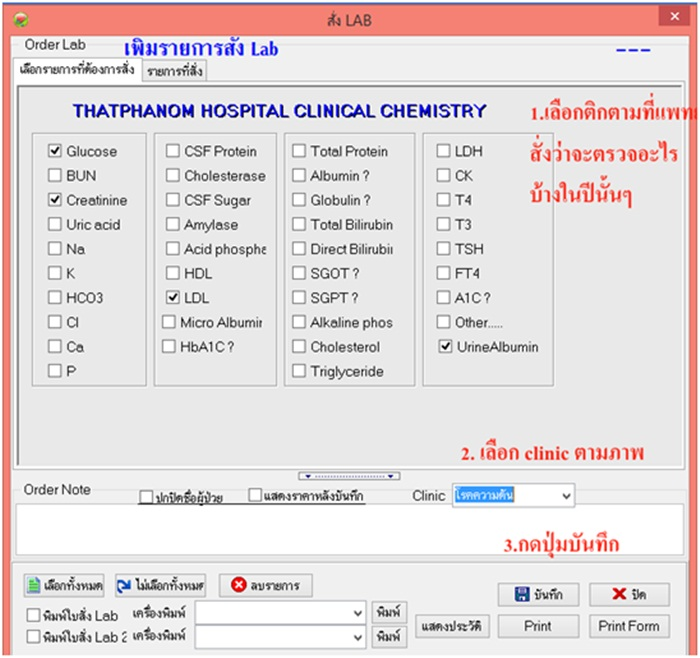 สั่ง LAB
Order Lab
เพิ่มรายการสั่ง Lab
เลือกรายการที่ต้องการสั่ง
รายการที่สั่ง
THATPHANOM HOSPITAL CLINICAL CHEMISTRY
1.เลือกติกตามที่แพทย
สั่งว่าจะตรวจอะไร
บ้างในปีนั้นๆ
Glucose
BUN
Creatinine
Uric acid
Na
K
HCO3
Cl
Ca
P
CSF Protein
Cholesterase
CSF Sugar
Amylase
Acid phospha
HDL
LDL
Micro Albumir
HbA1C ?
Total Protein
Albumin ?
Globulin ?
Total Bilirubin
Direct Bilirubii
SGOT ?
SGPT ?
Alkaline phos
Cholesterol
Triglyceride
LDH
CK
T4
T3
TSH
FT4
A1C ?
Other.....
UrineAlbumin
2. เลือก clinic ตามภาพ
Order Note
ปกปิดชื่อผู้ป่วย
แสดงราคาหลังบันทึก
Clinic
โรคความดัน
3.กดปุ่มบันทึก
เลือกทั้งหมด
ไม่เลือกทั้งหมด
ลบรายการ
บันทึก
ปิด
พิมพ์ใบสั่ง Lab
เครื่องพิมพ์
พิมพ์
พิมพ์ใบสั่ง Lab 2
เครื่องพิมพ์
พิมพ์
แสดงประวัติ
Print
Print Form